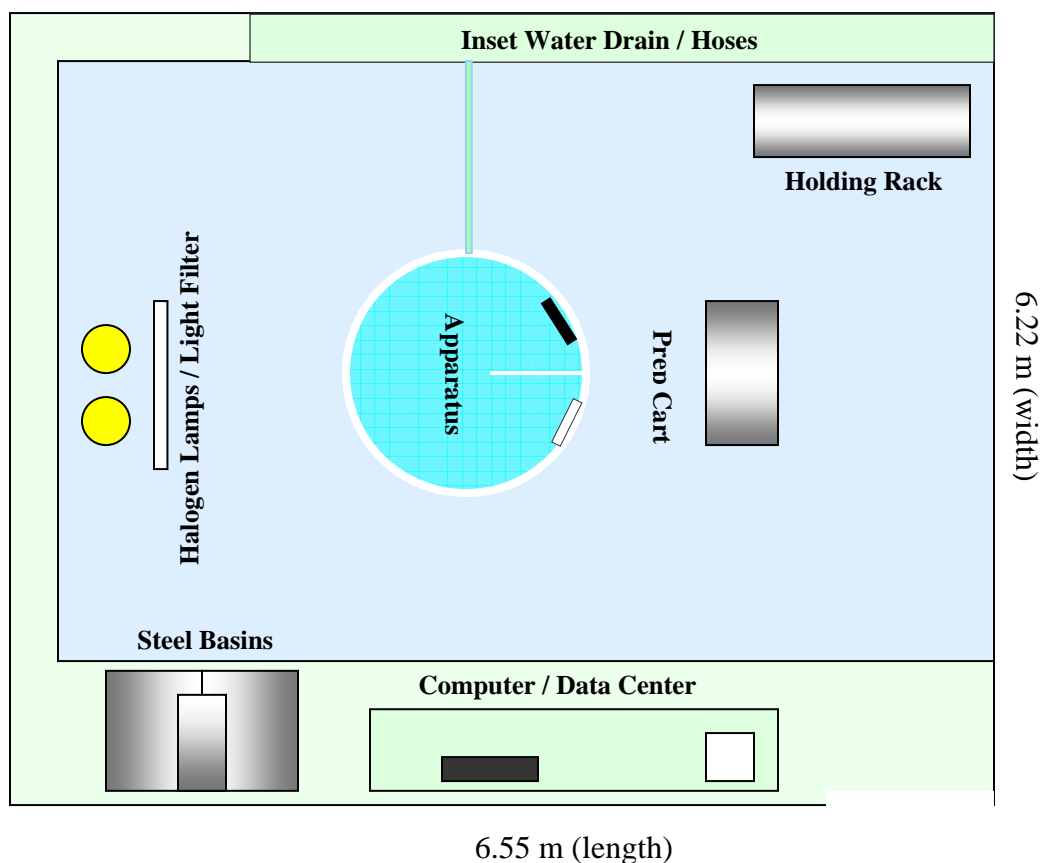 Inset Water Drain / Hoses
Holding Rack
Halogen Lamps / Light Filter
Apparatus
Prep Cart
6.22 m (width)
Steel Basins
Computer / Data Center
6.55 m (length)